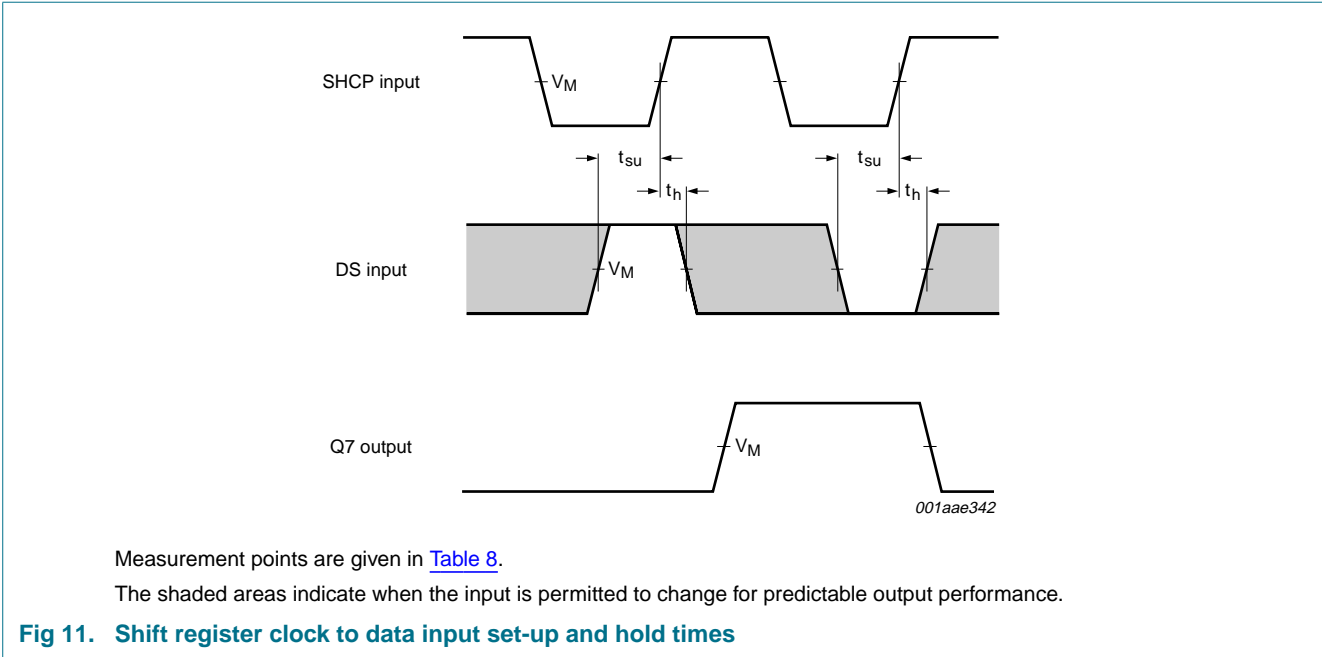 SHCP input
VM
tsu
tsu
th
th
DS input
VM
Q7 output
VM
001aae342
Measurement points are given in Table 8.
The shaded areas indicate when the input is permitted to change for predictable output performance.
Fig 11. Shift register clock to data input set-up and hold times